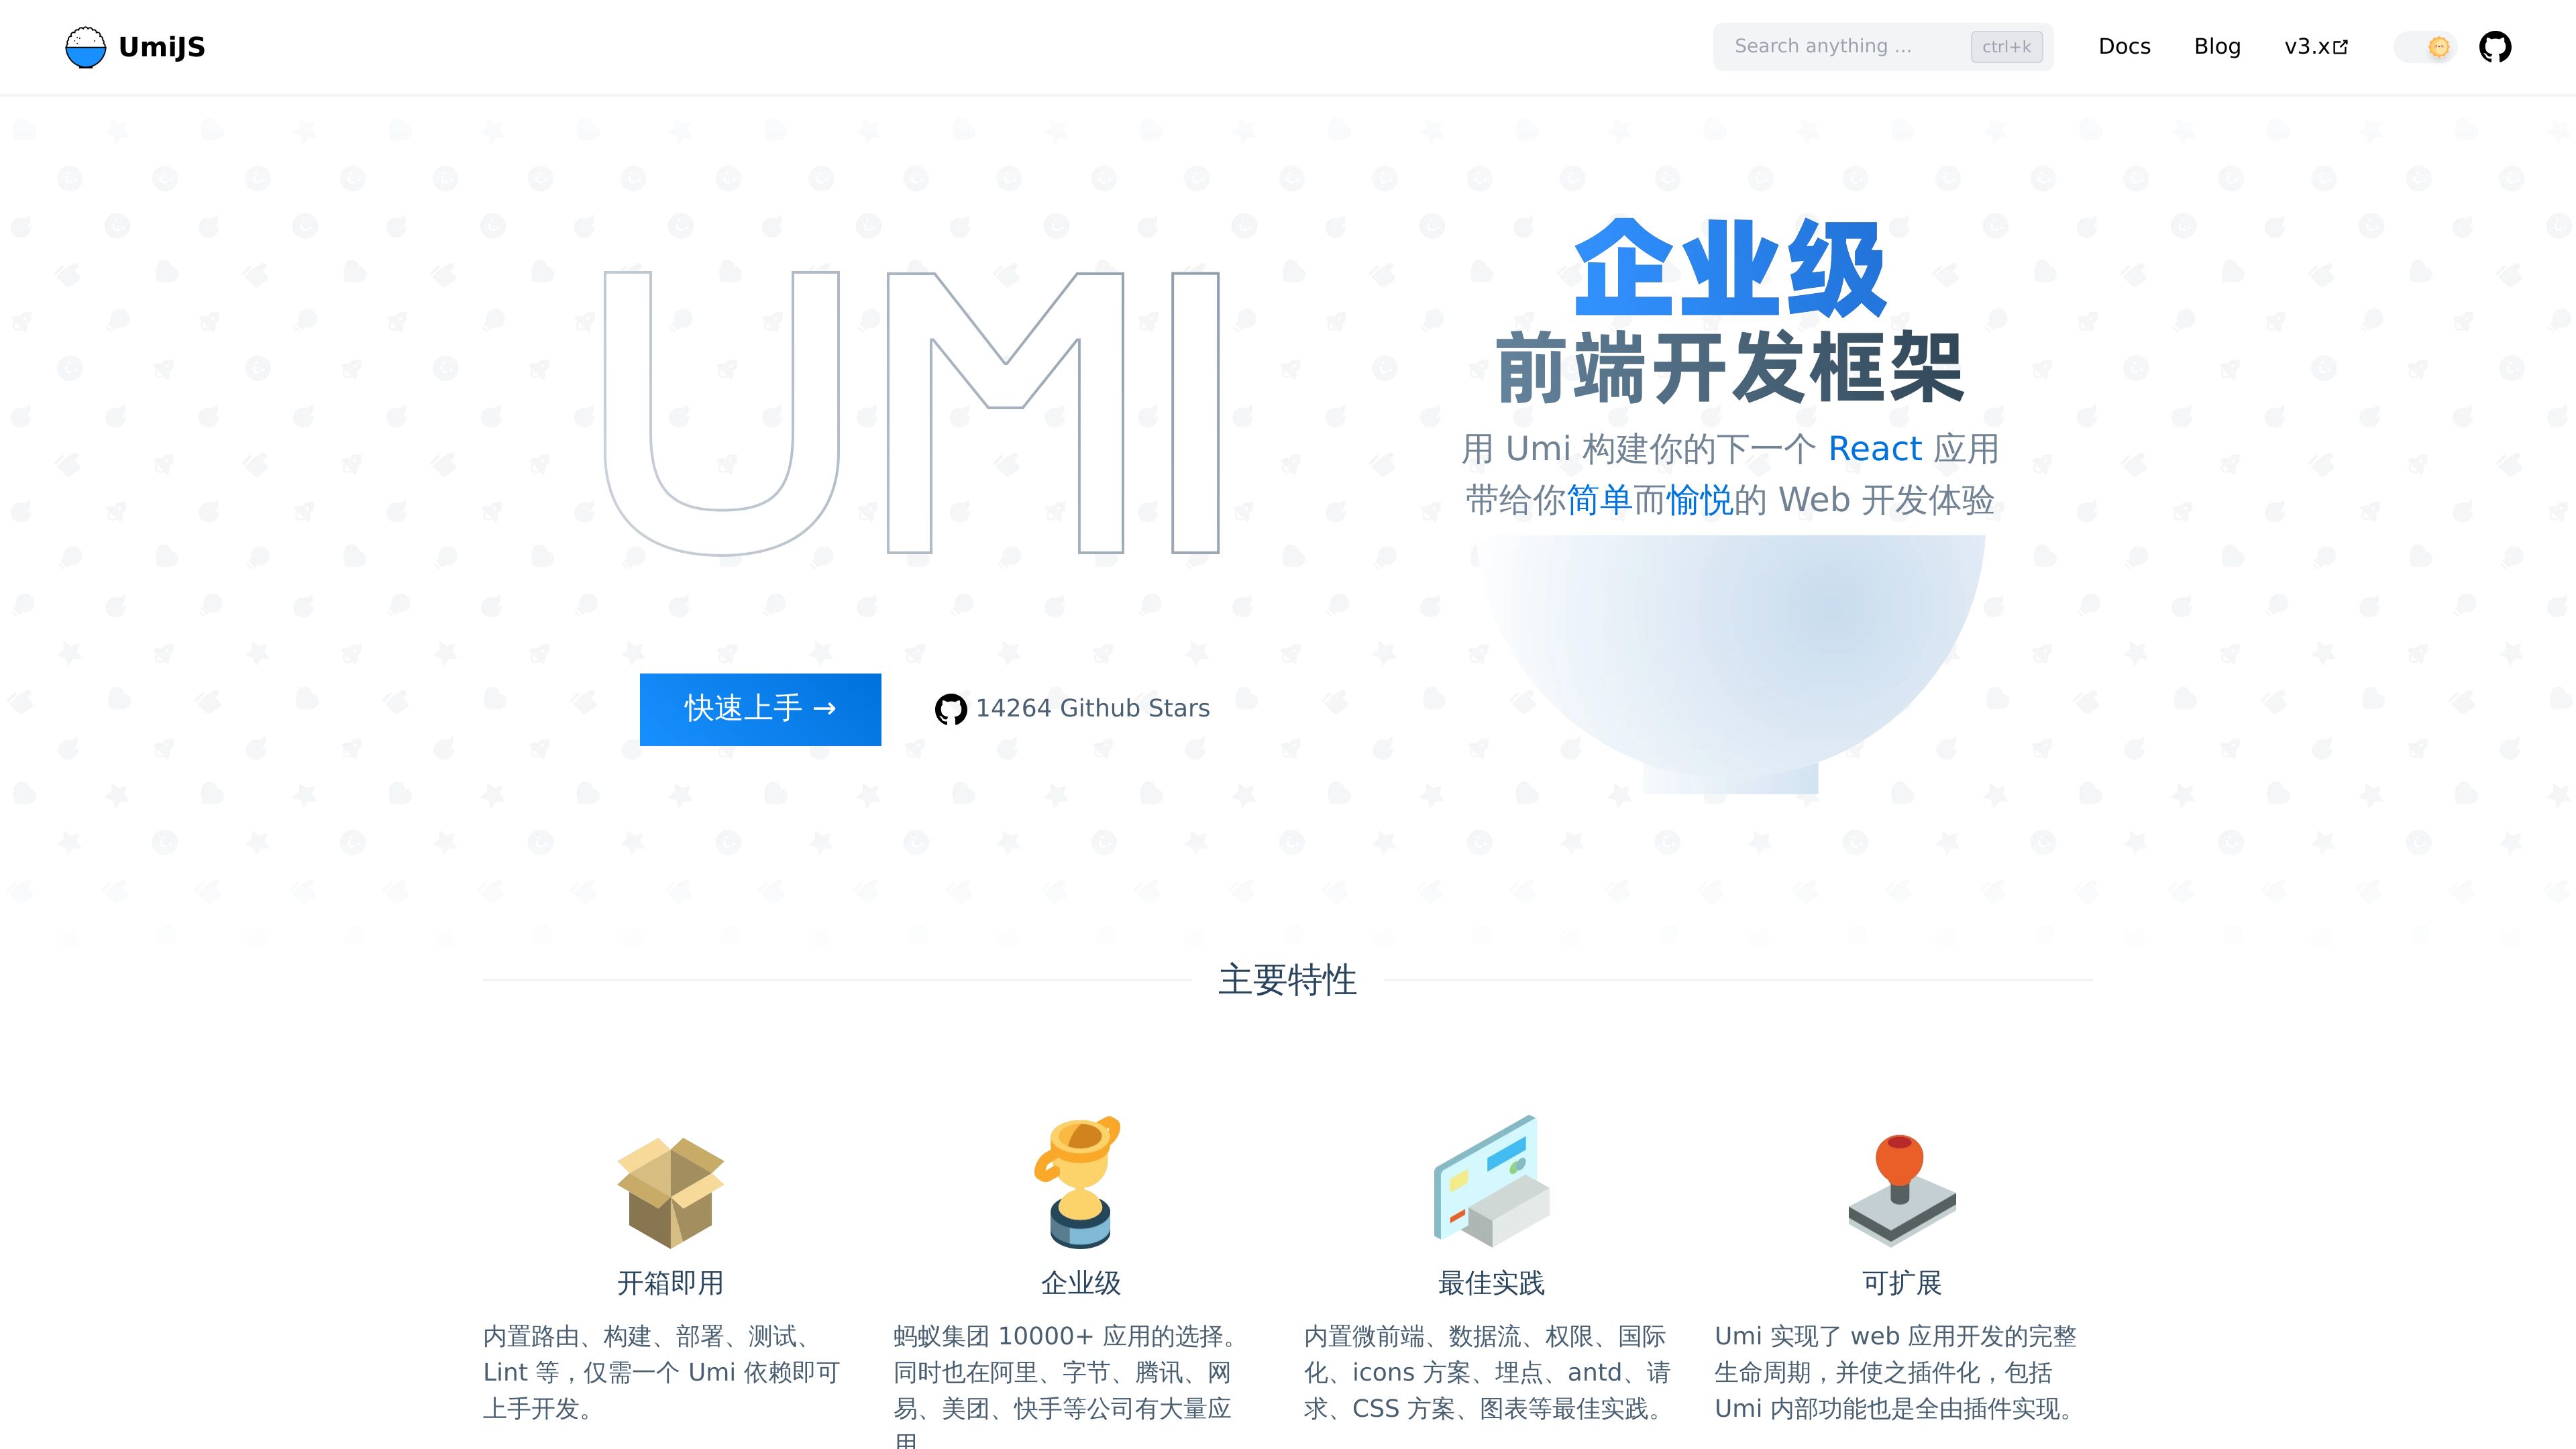 UmiJS
Search anything ...
ctrl+k
Docs
Blog
v3.x
UMI
企业级
前端开发框架
用 Umi 构建你的下一个 React 应用
带给你简单而愉悦的 Web 开发体验
快速上手 →
14264 Github Stars
主要特性
开箱即用
内置路由、构建、部署、测试、
Lint 等，仅需一个 Umi 依赖即可
上手开发。
企业级
蚂蚁集团 10000+ 应用的选择。
同时也在阿里、字节、腾讯、网
易、美团、快手等公司有大量应
用
最佳实践
内置微前端、数据流、权限、国际
化、icons 方案、埋点、antd、请
求、CSS 方案、图表等最佳实践。
可扩展
Umi 实现了 web 应用开发的完整
生命周期，并使之插件化，包括
Umi 内部功能也是全由插件实现。